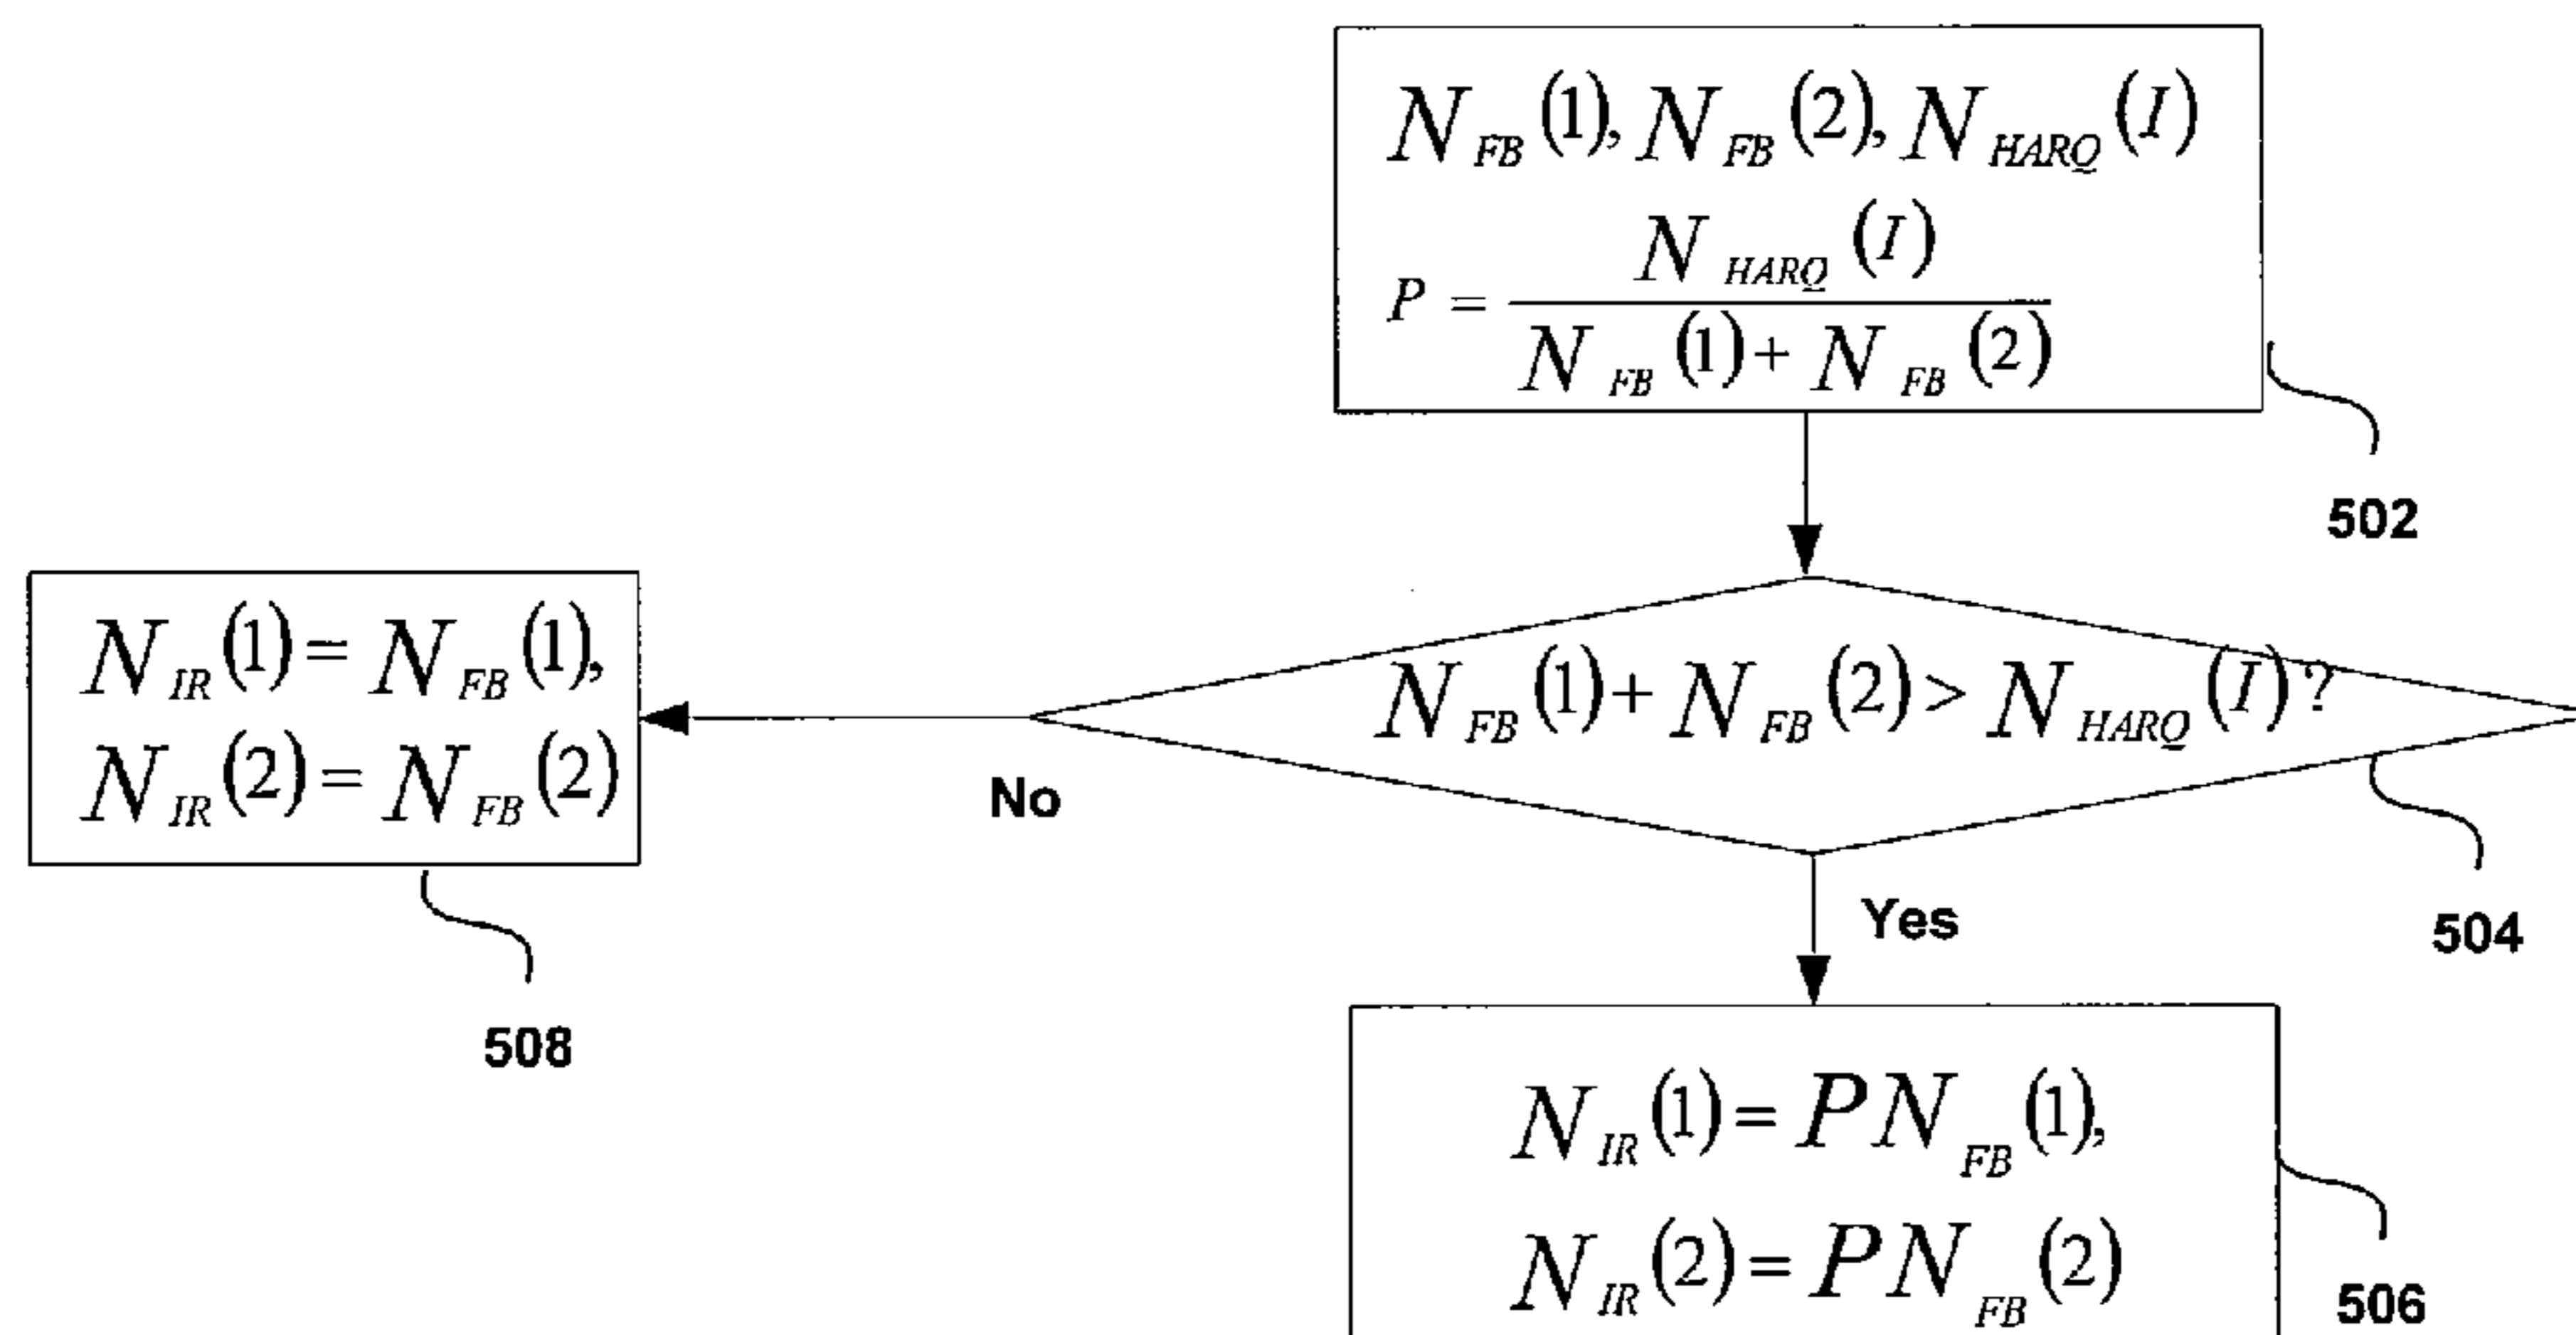 N_FB(1), N_FB(2), N_HARQ(I)
P = N_HARQ(I) / (N_FB(1) + N_FB(2))
502
N_FB(1) + N_FB(2) > N_HARQ(I)?
504
No
N_IR(1) = N_FB(1),
N_IR(2) = N_FB(2)
508
Yes
N_IR(1) = PN_FB(1),
N_IR(2) = PN_FB(2)
506